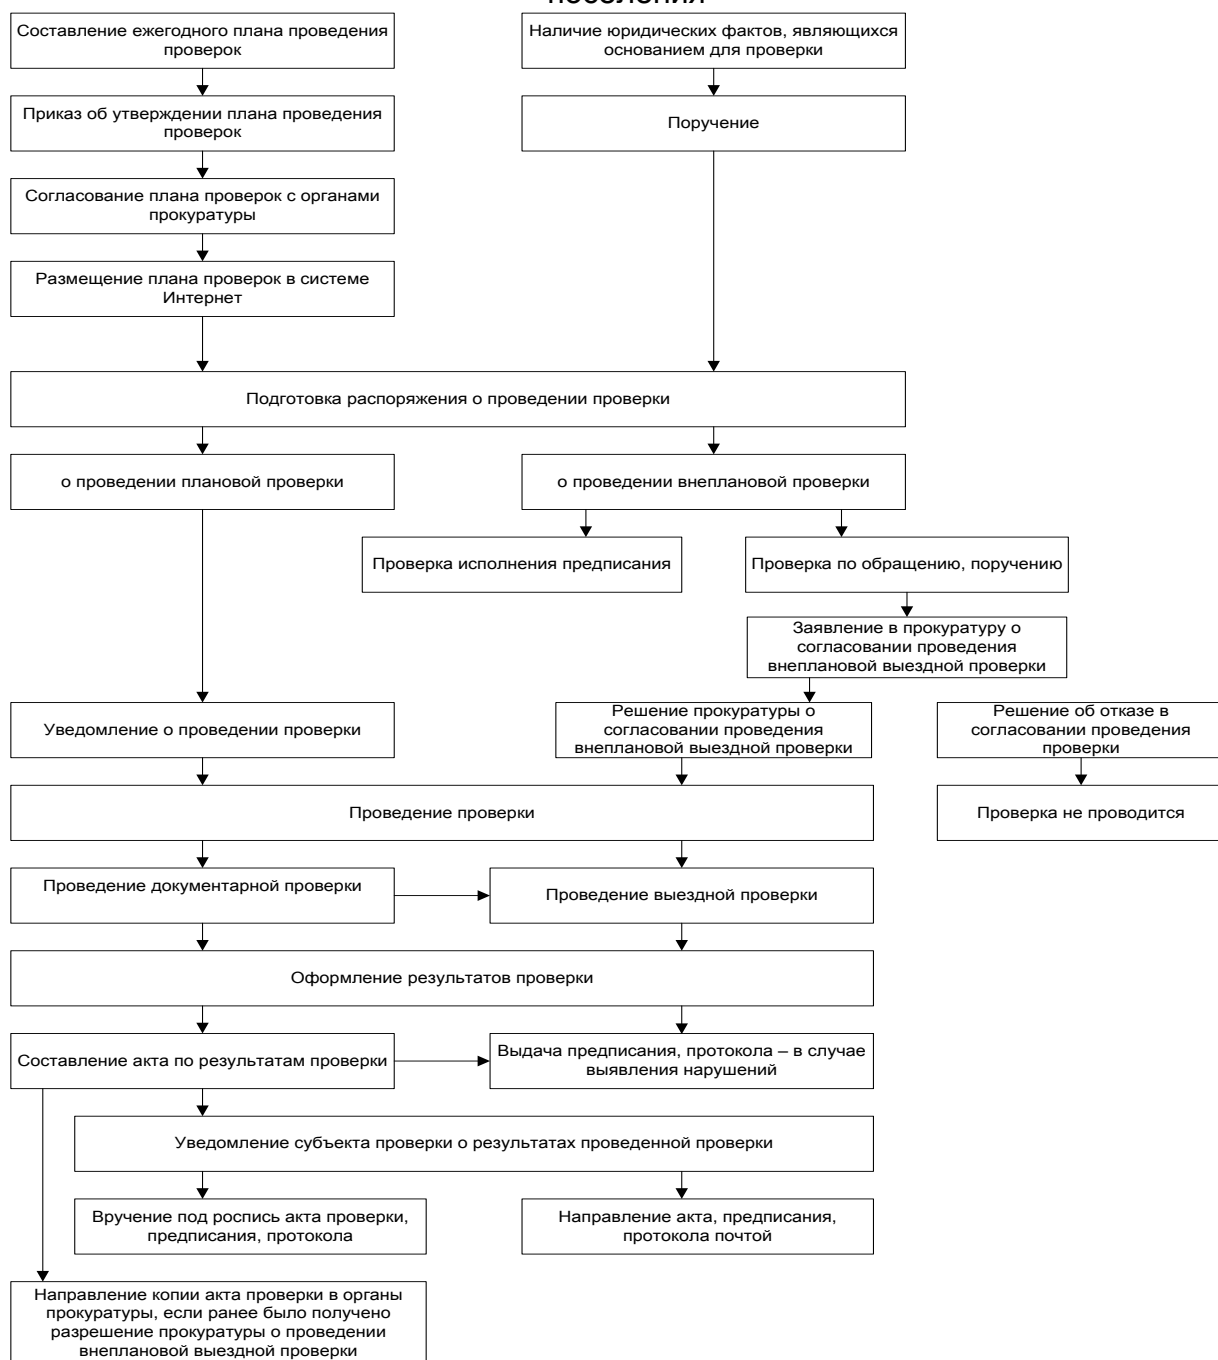 поселения
Составление ежегодного плана проведения
проверок
Наличие юридических фактов, являющихся
основанием для проверки
Приказ об утверждении плана проведения
проверок
Поручение
Согласование плана проверок с органами
прокуратуры
Размещение плана проверок в системе
Интернет
Подготовка распоряжения о проведении проверки
о проведении плановой проверки
о проведении внеплановой проверки
Проверка исполнения предписания
Проверка по обращению, поручению
Заявление в прокуратуру о
согласовании проведения
внеплановой выездной проверки
Уведомление о проведении проверки
Решение прокуратуры о
согласовании проведения
внеплановой выездной проверки
Решение об отказе в
согласовании проведения
проверки
Проведение проверки
Проверка не проводится
Проведение документарной проверки
Проведение выездной проверки
Оформление результатов проверки
Составление акта по результатам проверки
Выдача предписания, протокола – в случае
выявления нарушений
Уведомление субъекта проверки о результатах проведенной проверки
Вручение под роспись акта проверки,
предписания, протокола
Направление акта, предписания,
протокола почтой
Направление копии акта проверки в органы
прокуратуры, если ранее было получено
разрешение прокуратуры о проведении
внеплановой выездной проверки